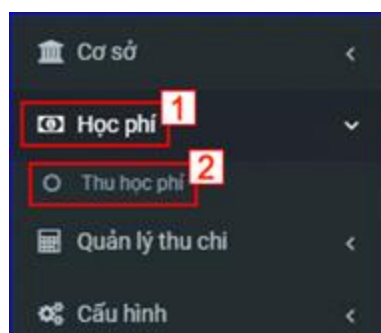 Cơ sở
Học phí 1
Thu học phí 2
Quản lý thu chi
Cấu hình